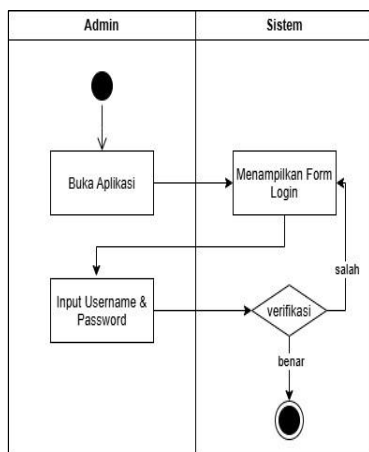 Admin
Sistem
Buka Aplikasi
Menampilkan Form
Login
Input Username &
Password
verifikasi
salah
benar